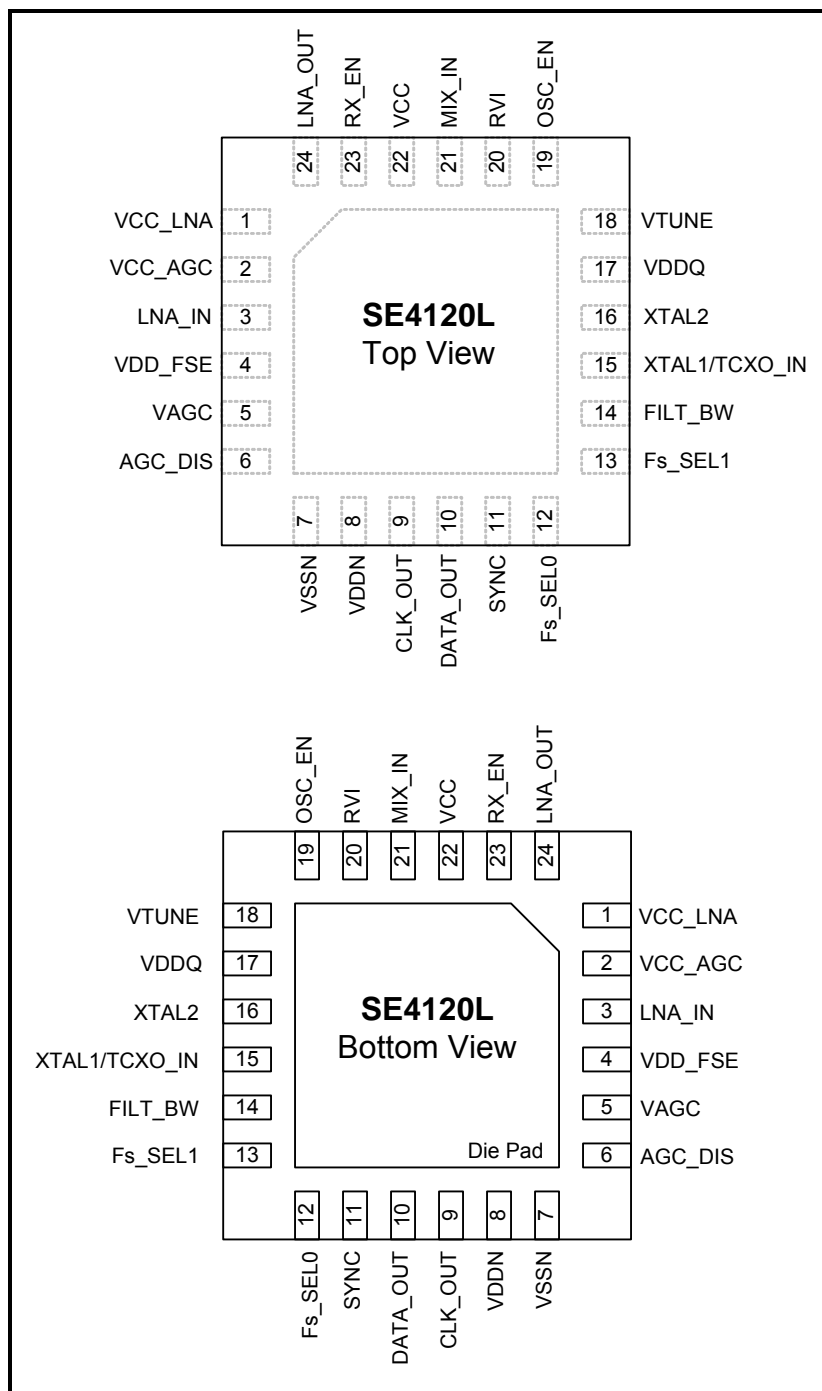 LNA_OUT
RX_EN
VCC
MIX_IN
RVI
OSC_EN
24
23
22
21
20
19
VCC_LNA 1
18 VTUNE
VCC_AGC 2
17 VDDQ
LNA_IN 3
16 XTAL2
VDD_FSE 4
15 XTAL1/TCXO_IN
VAGC 5
14 FILT_BW
AGC_DIS 6
13 Fs_SEL1
SE4120L
Top View
7
8
9
10
11
12
VSSN
VDDN
CLK_OUT
DATA_OUT
SYNC
Fs_SEL0
OSC_EN
RVI
MIX_IN
VCC
RX_EN
LNA_OUT
19
20
21
22
23
24
VTUNE 18
1 VCC_LNA
VDDQ 17
2 VCC_AGC
XTAL2 16
3 LNA_IN
XTAL1/TCXO_IN 15
4 VDD_FSE
FILT_BW 14
5 VAGC
Fs_SEL1 13
6 AGC_DIS
SE4120L
Bottom View
Die Pad
12
11
10
9
8
7
Fs_SEL0
SYNC
DATA_OUT
CLK_OUT
VDDN
VSSN